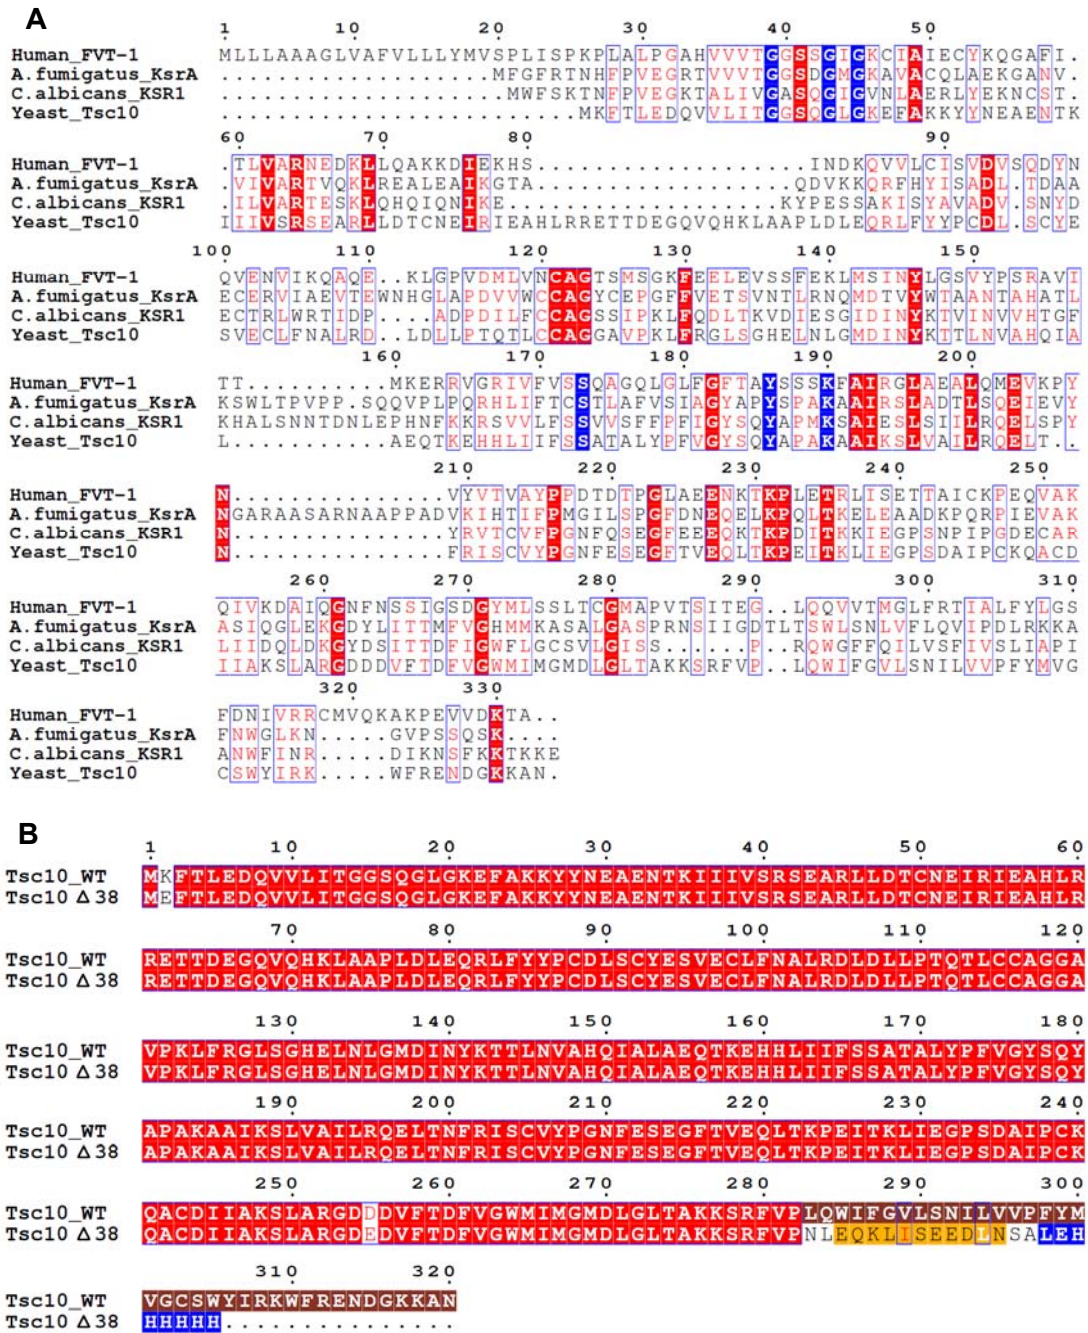 A
1 10 20 30 40 50
Human_FVT-1 MLLLAAAGLVAFVLLLYMVSPLISPKPLALPGAHVVVTGGSSGIGKCIAIECYKQGAFI.
A.fumigatus_KsrA ...................MFGFRTNHFPVEGRTVVVTGGSDGMGKAVACQLAEKGANV.
C.albicans_KSR1 ....................MWFSKTNFPVEGKTALIVGASQGIGVNLAERLYEKNCST.
Yeast_Tsc10 .........................MKFTLEDQVVLITGGSQGLGKEFAKKYYNEAENTK
60 70 80 90
Human_FVT-1 .TLVARNEDKLLQAKKDIEKHS...................INDKQVVLCISVDVSQDYN
A.fumigatus_KsrA .VIVARTVQKLREALEAIKGTA..................QDVKKQRFHYISADL.TDAA
C.albicans_KSR1 .ILVARTESKLQHQIQNIKE.................KYPESSAKISYAVADV.SNYD
Yeast_Tsc10 IIIVSRSEARLLDTCNEIRIEAHLRRETTDEGQVQHKLAAPLDLEQRLFYYPCDL.SCYE
100 110 120 130 140 150
Human_FVT-1 QVENVIKQAQE..KLGPVDMLVNCAGTSMSGKFEELEVSSFEKLMSINYLGSVYPSRAVI
A.fumigatus_KsrA ECERVIAEVTEWNHGLAPDVVWCCAGYCEPGFFVETSVNTLRNQMDTVYWTAANTAHATL
C.albicans_KSR1 ECTRLWRTIDP....ADPDILFCCAGSSIPKLFQDLTKVDIESGIDINYKTVINVVHTGF
Yeast_Tsc10 SVECLFNALRD..LDLLPTQTLCCAGGAVPKLFRGLSGHELNLGMDINYKTTLNVAHQIA
160 170 180 190 200
Human_FVT-1 TT..........MKERRVGRIVFVSSQAGQLGLFGFTAYSSSKFAIRGLAEALQMEVKPY
A.fumigatus_KsrA KSWLTPVPP.SQQVPLPQRHLIFTCSTLAFVSIAGYAPYSPAKAAIRSLADTLSQEIEVY
C.albicans_KSR1 KHALSNNTDNLEPHNFKKRSVVLFSSVVSFFPFIGYSQYAPMKAAIESLSIILRQELSPY
Yeast_Tsc10 L...........AEQTKEHHLIIFSSATALYPFVGYSQYAPAKAAIKSLVAILRQELT..
210 220 230 240 250
Human_FVT-1 N...............VYVTVAYPPDTDTPGLAEENKTKPLETRLISETTAICKPEQVAK
A.fumigatus_KsrA NGARAASARNAAPPADVKIHTIFPMGILSPGFDNEQELKPQLTKELEAADKPQRPIEVAK
C.albicans_KSR1 N...............YRVTCVFPGNFQSEGFEEEQKTKPDITKKIEGPSNPIPGDECAR
Yeast_Tsc10 N...............FRISCVYPGNFESEGFTVEQLTKPEITKLIEGPSDAIPCKQACD
260 270 280 290 300 310
Human_FVT-1 QIVKDAIQGNFNSSIGSDGYMLSSLTCGMAPVTSITEG..LQQVVTMGLFRTIALFYLGS
A.fumigatus_KsrA ASIQGLEKGDYLITTMFVGHMMKASALGASPRNSIIGDTLTSWLSNLVFLQVIPDLRKKA
C.albicans_KSR1 LIIDQLDKGYDSITTDFIGWFLGCSVLGISS.....P..RQWGFFQILVSFIVSLIAPI
Yeast_Tsc10 IIAKSLARGDDDVFTDFVGWMIMGMDLGLTAKKSRFVP..LQWIFGVLSNILVVPFYMVG
320 330
Human_FVT-1 FDNIVRRCMVQKAKPEVVDKTA..
A.fumigatus_KsrA FNWGLKN.....GVPSSQSK....
C.albicans_KSR1 ANWFINR.....DIKNSFKKTKKE
Yeast_Tsc10 CSWYIRK.....WFRENDGKKAN.
B
1 10 20 30 40 50 60
Tsc10_WT MKFTLEDQVVLITGGSQGLGKEFAKKYYNEAENTKIIIVSRSEARLLDTCNEIRIEAHLR
Tsc10 Δ38 MEFTLEDQVVLITGGSQGLGKEFAKKYYNEAENTKIIIVSRSEARLLDTCNEIRIEAHLR
70 80 90 100 110 120
Tsc10_WT RETTDEGQVQHKLAAPLDLEQRLFYYPCDLSCYESVECLFNALRDLDLLPTQTLCCAGGA
Tsc10 Δ38 RETTDEGQVQHKLAAPLDLEQRLFYYPCDLSCYESVECLFNALRDLDLLPTQTLCCAGGA
130 140 150 160 170 180
Tsc10_WT VPKLFRGLSGHELNLGMDINYKTTLNVAHQIALAEQTKEHHLIIFSSATALYPFVGYSQY
Tsc10 Δ38 VPKLFRGLSGHELNLGMDINYKTTLNVAHQIALAEQTKEHHLIIFSSATALYPFVGYSQY
190 200 210 220 230 240
Tsc10_WT APAKAAIKSLVAILRQELTNFRISCVYPGNFESEGFTVEQLTKPEITKLIEGPSDAIPCK
Tsc10 Δ38 APAKAAIKSLVAILRQELTNFRISCVYPGNFESEGFTVEQLTKPEITKLIEGPSDAIPCK
250 260 270 280 290 300
Tsc10_WT QACDIIAKSLARGDDDVFTDFVGWMIMGMDLGLTAKKSRFVPLQWIFGVLSNILVVPFYM
Tsc10 Δ38 QACDIIAKSLARGDEDVFTDFVGWMIMGMDLGLTAKKSRFVPNLEQKLISEEDLNSALEH
310 320
Tsc10_WT VGCSWYIRKWFRENDGKKAN
Tsc10 Δ38 HHHHH...............